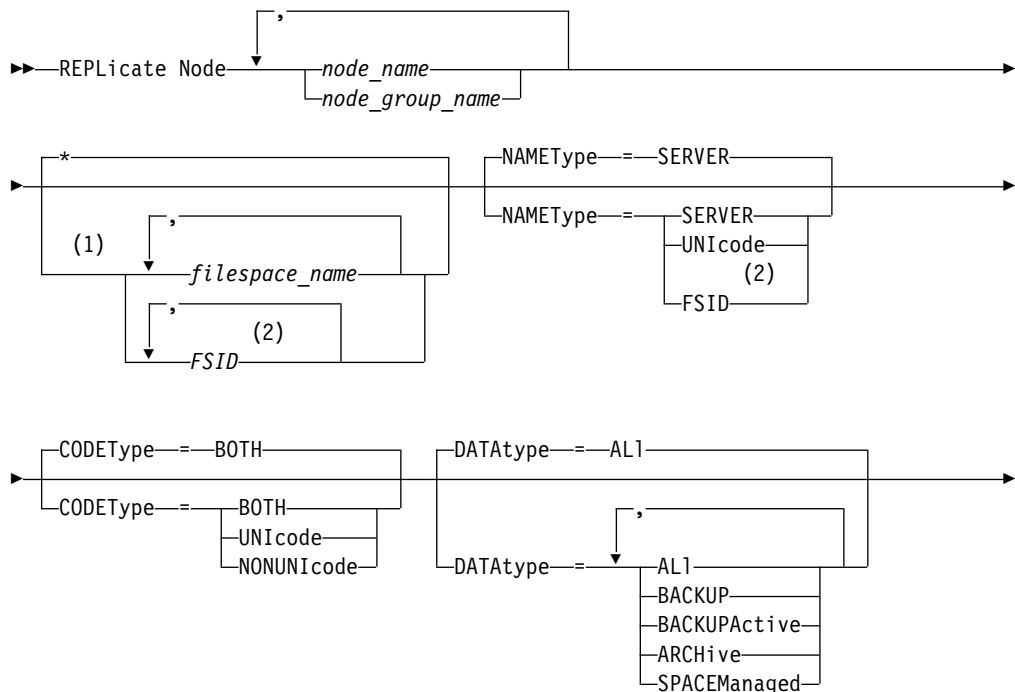 ,
REPLicate Node node_name
node_group_name
* NAMEType = SERVER
(1) , NAMEType = SERVER
filespace_name UNIcode
, (2)
(2) FSID
FSID
CODEType = BOTH DATAtype = ALl
CODEType = BOTH ,
UNIcode DATAtype = ALl
NONUNIcode BACKUP
BACKUPActive
ARCHive
SPACEManaged